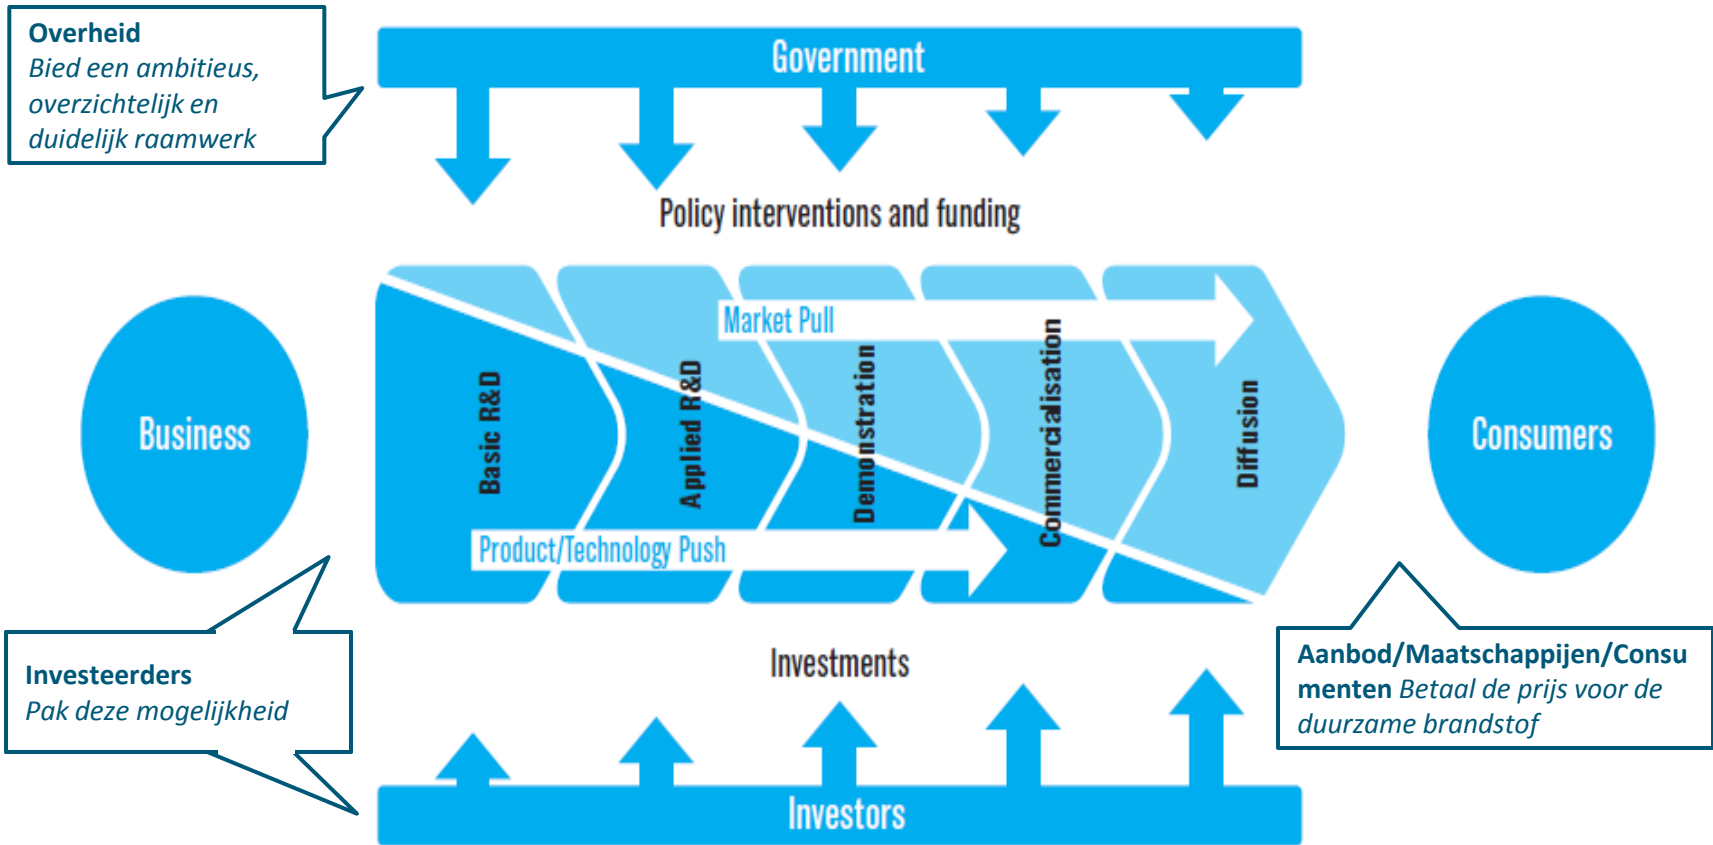 Overheid
Bied een ambitieus,
overzichtelijk en
duidelijk raamwerk
Government
Policy interventions and funding
Market Pull
Business
Basic R&D
Applied R&D
Demonstration
Commercialisation
Diffusion
Consumers
Product/Technology Push
Investeerders
Pak deze mogelijkheid
Investments
Aanbod/Maatschappijen/Consu
menten Betaal de prijs voor de
duurzame brandstof
Investors